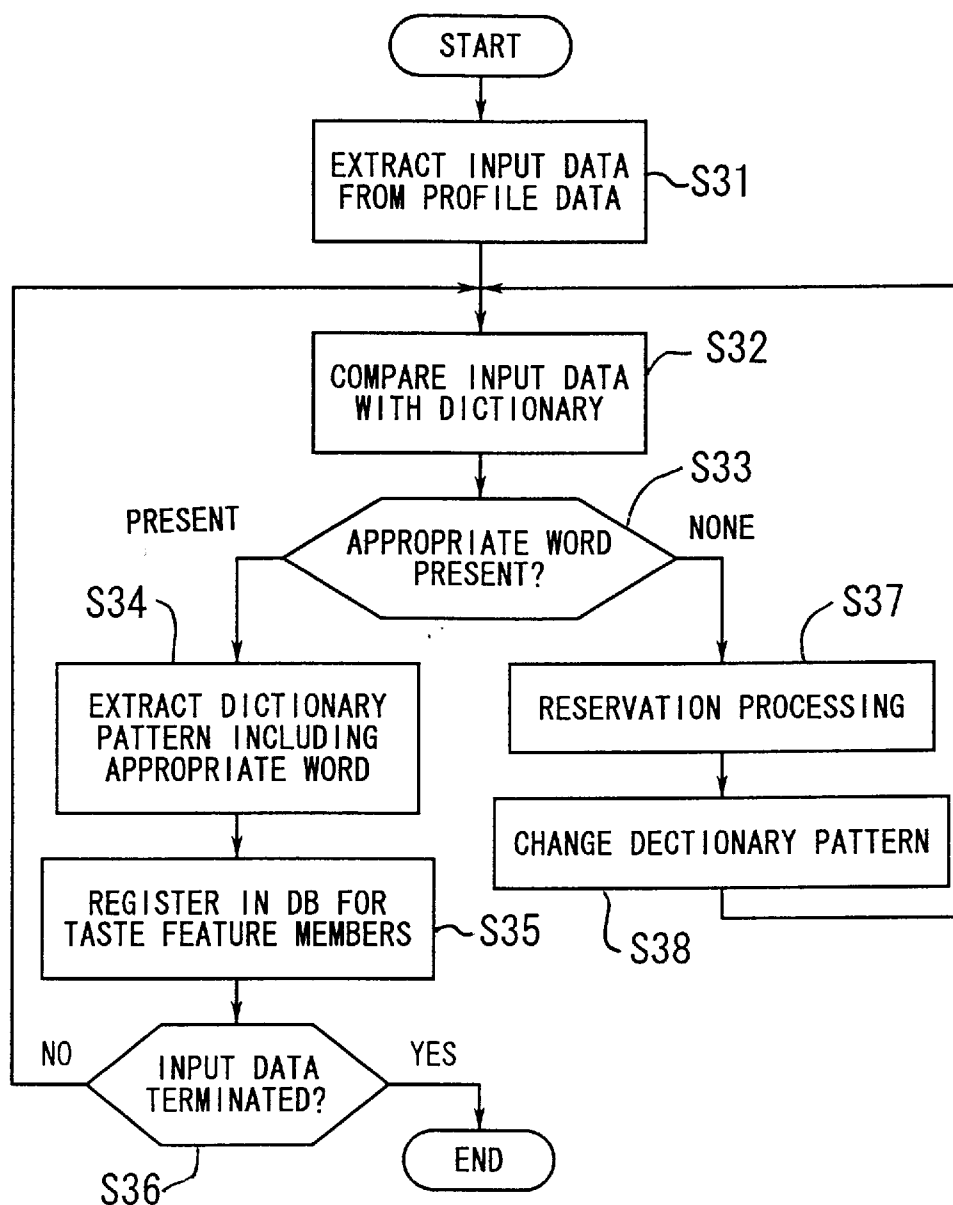 START
EXTRACT INPUT DATA
FROM PROFILE DATA
S31
COMPARE INPUT DATA
WITH DICTIONARY
S32
S33
PRESENT
APPROPRIATE WORD
PRESENT?
NONE
S34
S37
EXTRACT DICTIONARY
PATTERN INCLUDING
APPROPRIATE WORD
RESERVATION PROCESSING
CHANGE DECTIONARY PATTERN
S38
REGISTER IN DB FOR
TASTE FEATURE MEMBERS
S35
NO
INPUT DATA
TERMINATED?
YES
S36
END